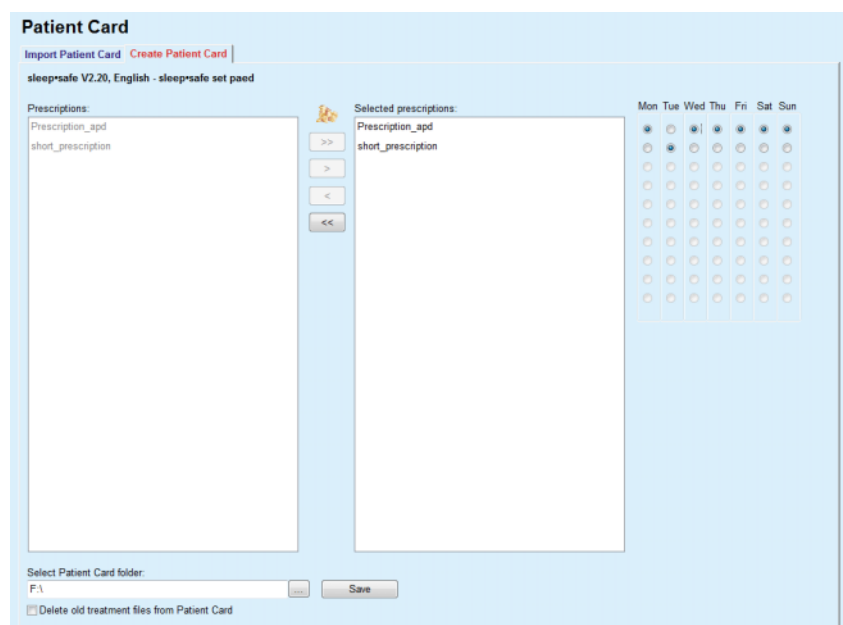 Patient Card
Import Patient Card Create Patient Card
sleep•safe V2.20, English - sleep•safe set paed
Prescriptions: Selected prescriptions: Mon Tue Wed Thu Fri Sat Sun
Prescription_apd Prescription_apd
short_prescription >> short_prescription
>
<
<<
Select Patient Card folder:
F:\ ... Save
Delete old treatment files from Patient Card